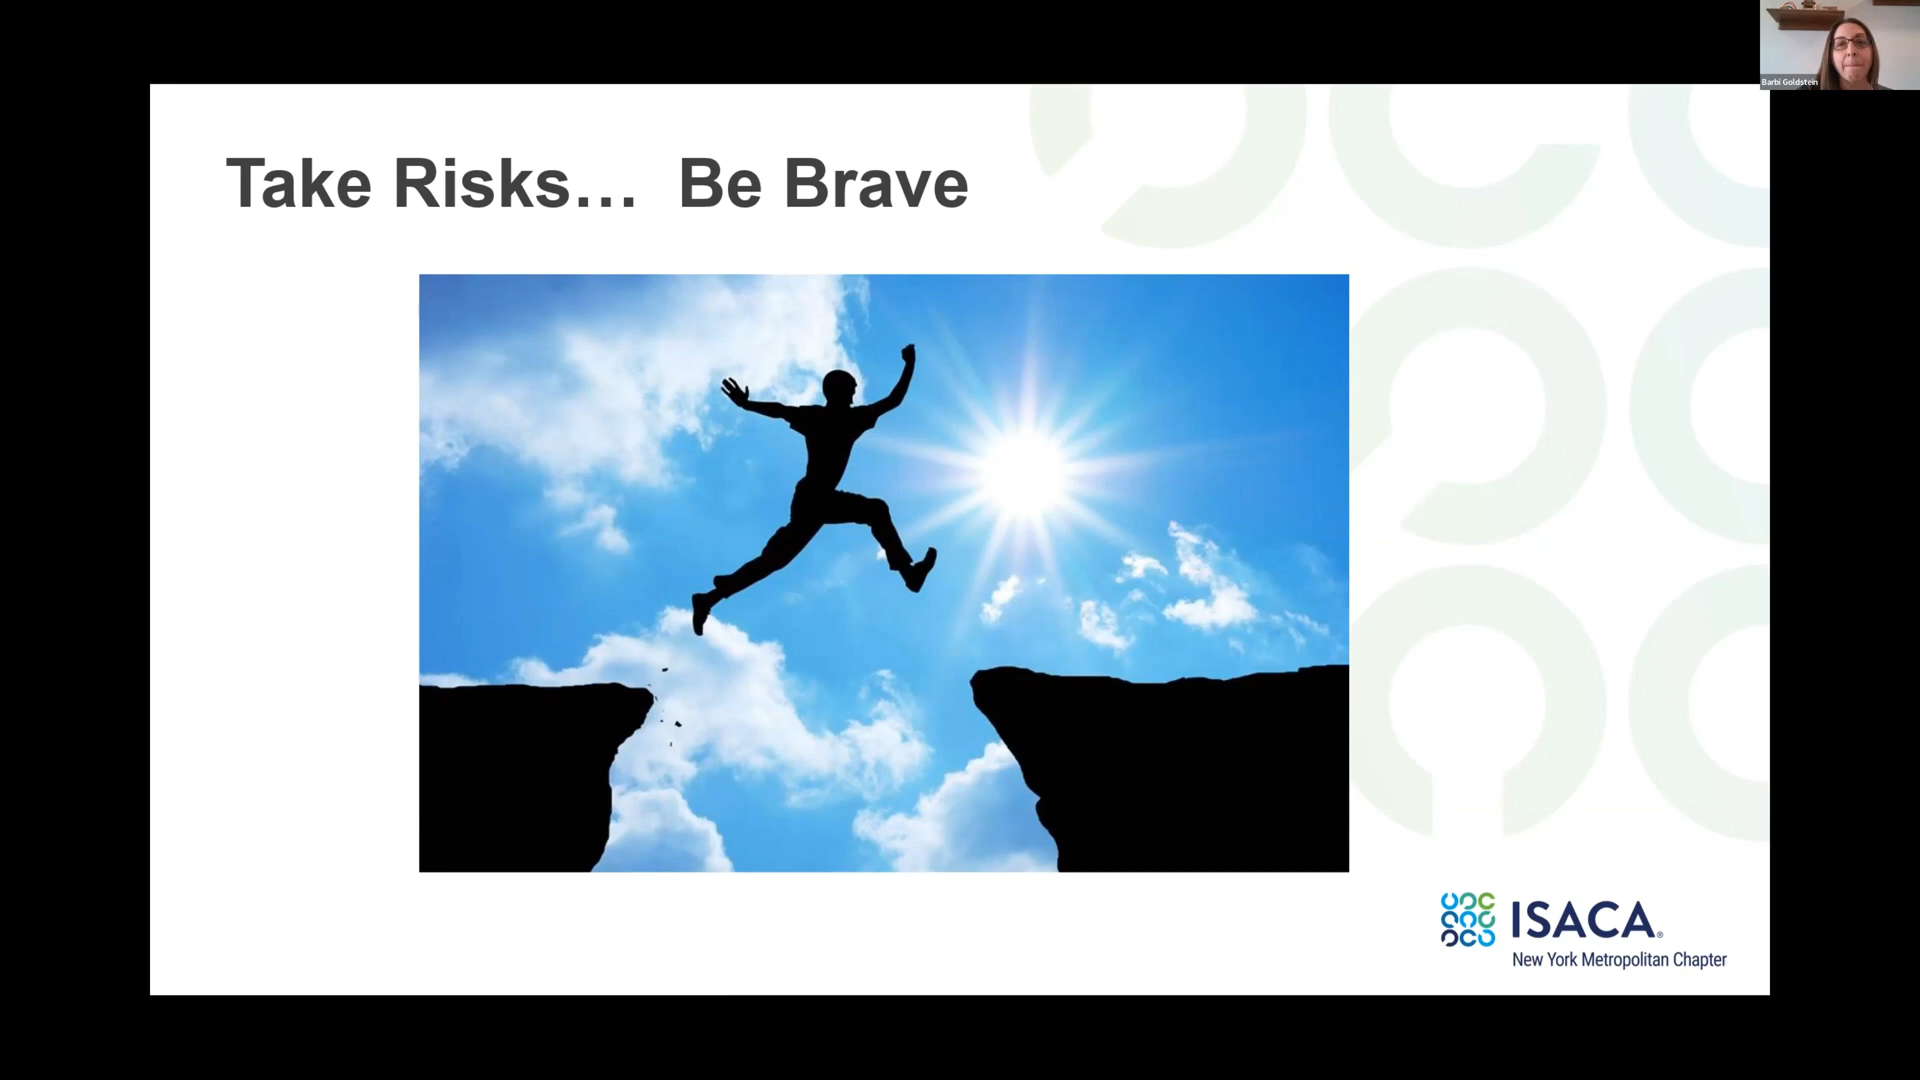 Barbi Goldstein
Take Risks… Be Brave
ISACA®
New York Metropolitan Chapter